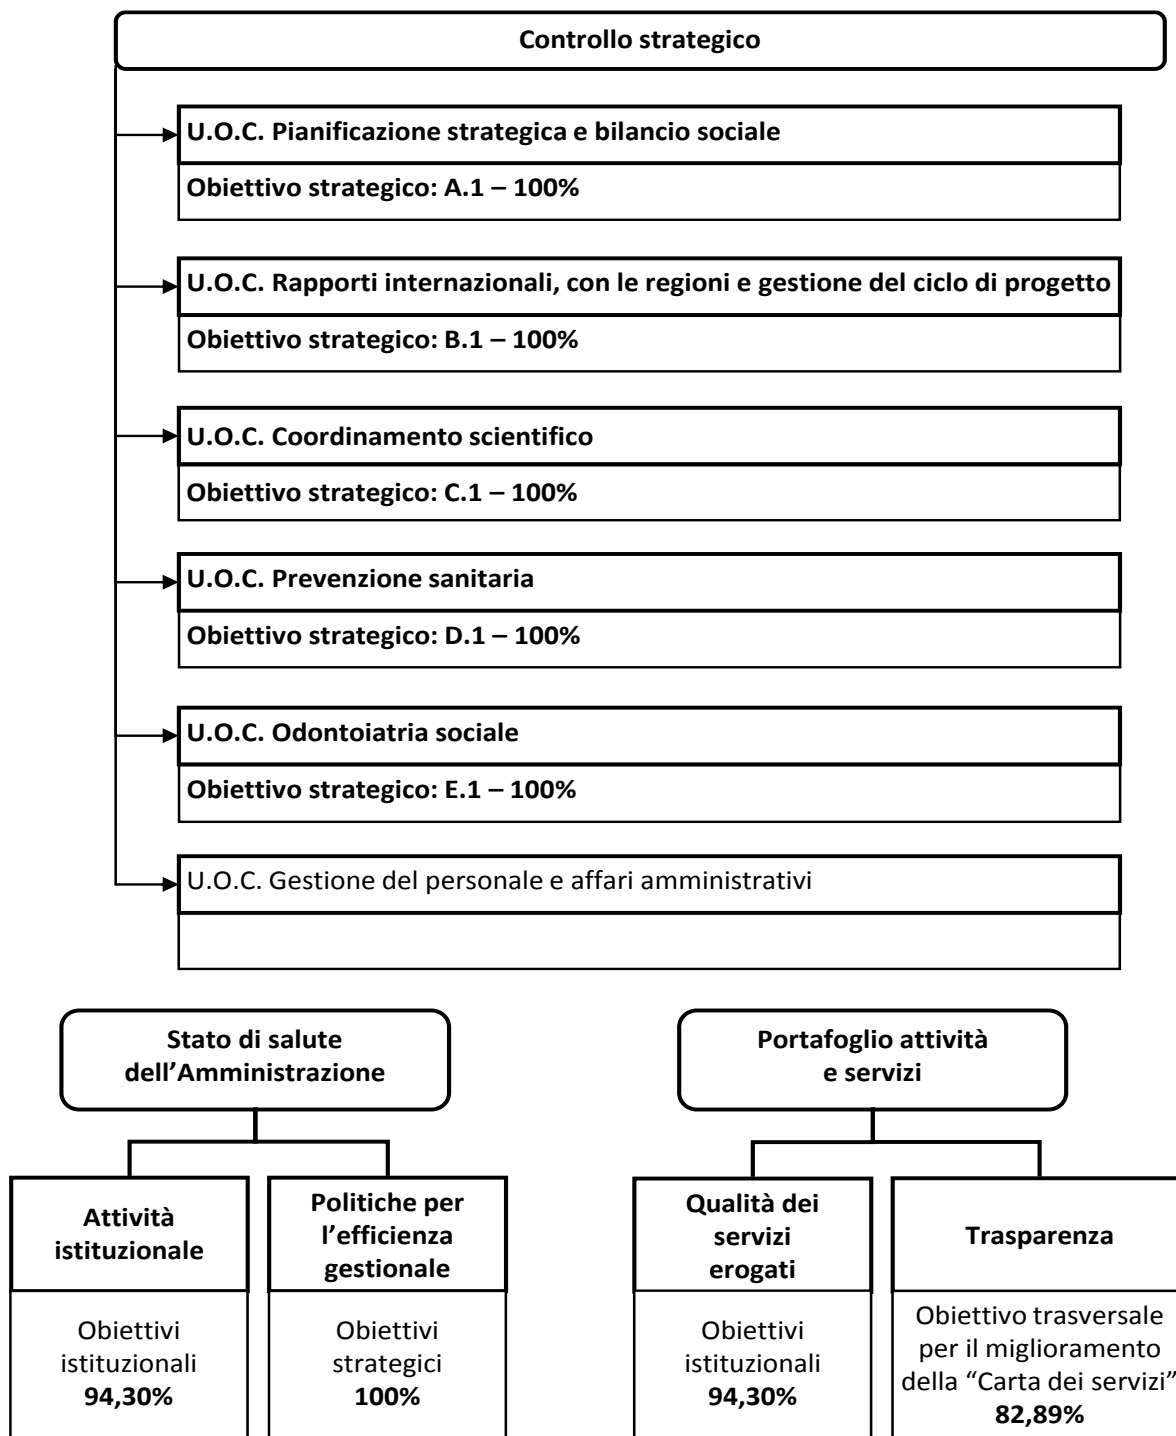 Controllo strategico
U.O.C. Pianificazione strategica e bilancio sociale
Obiettivo strategico: A.1 – 100%
U.O.C. Rapporti internazionali, con le regioni e gestione del ciclo di progetto
Obiettivo strategico: B.1 – 100%
U.O.C. Coordinamento scientifico
Obiettivo strategico: C.1 – 100%
U.O.C. Prevenzione sanitaria
Obiettivo strategico: D.1 – 100%
U.O.C. Odontoiatria sociale
Obiettivo strategico: E.1 – 100%
U.O.C. Gestione del personale e affari amministrativi
Stato di salute
dell’Amministrazione
Attività
istituzionale
Obiettivi
istituzionali
94,30%
Politiche per
l’efficienza
gestionale
Obiettivi
strategici
100%
Portafoglio attività
e servizi
Qualità dei
servizi
erogati
Obiettivi
istituzionali
94,30%
Trasparenza
Obiettivo trasversale
per il miglioramento
della “Carta dei servizi”
82,89%